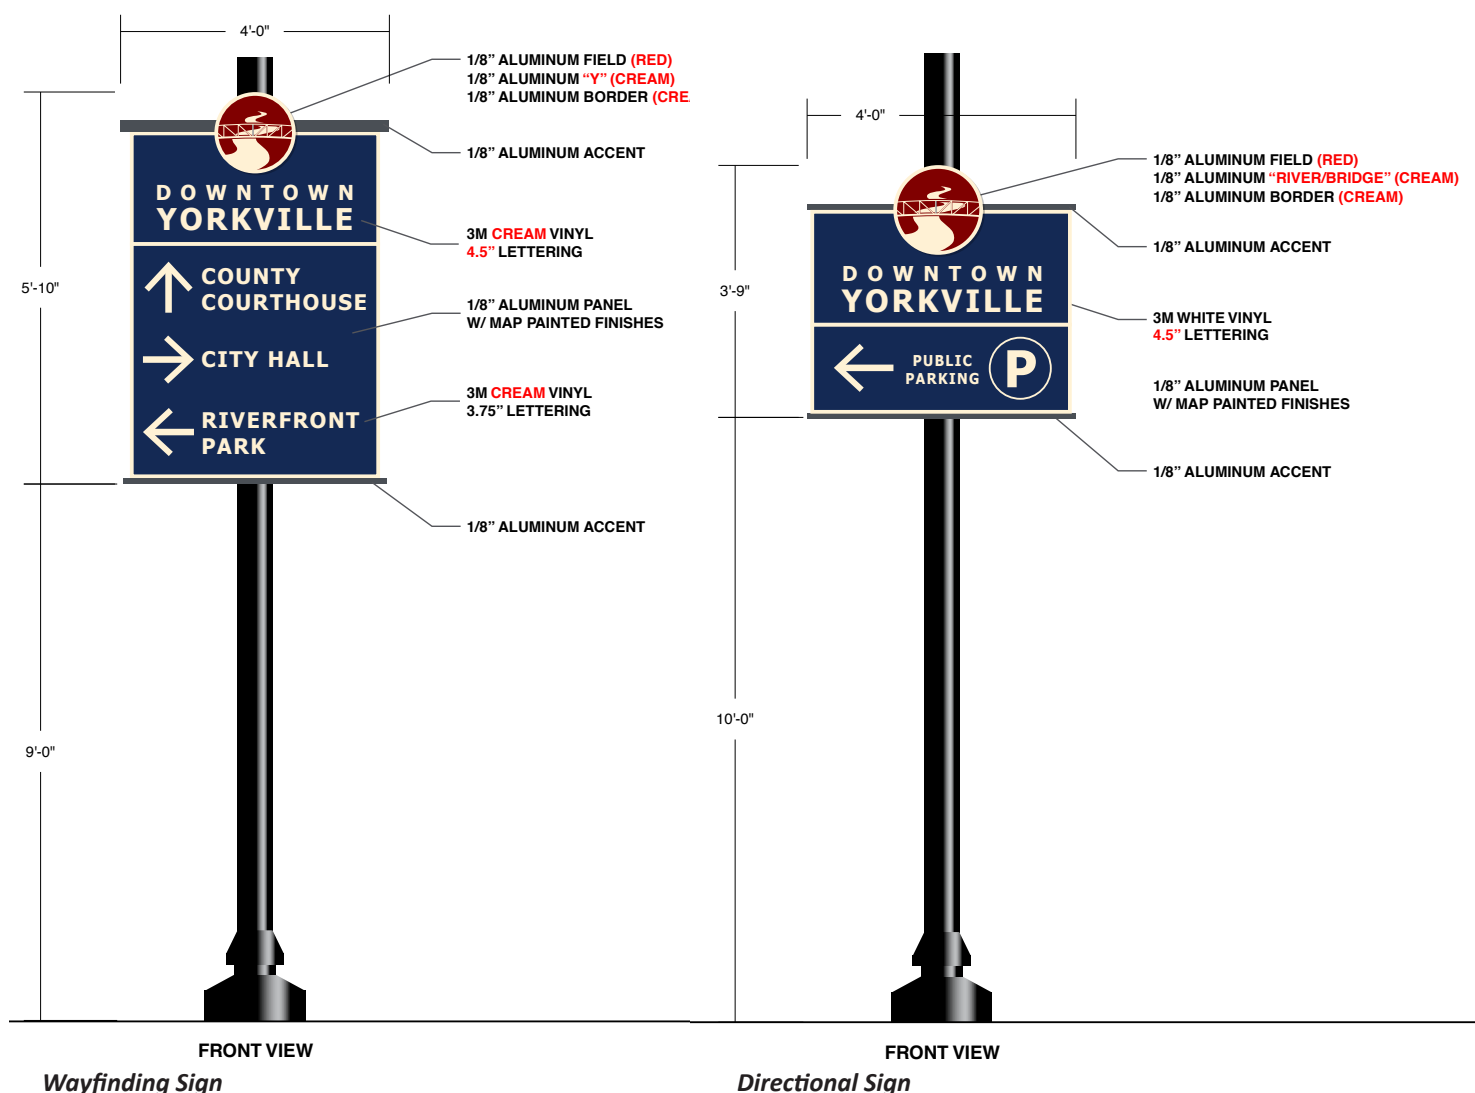 4'-0"
1/8” ALUMINUM FIELD (RED)
1/8” ALUMINUM “Y” (CREAM)
1/8” ALUMINUM BORDER (CREA
1/8” ALUMINUM ACCENT
DOWNTOWN
YORKVILLE
3M CREAM VINYL
4.5” LETTERING
COUNTY
COURTHOUSE
5'-10"
1/8” ALUMINUM PANEL
W/ MAP PAINTED FINISHES
CITY HALL
3M CREAM VINYL
3.75” LETTERING
RIVERFRONT
PARK
1/8” ALUMINUM ACCENT
9'-0"
FRONT VIEW
Wayfinding Sign
4'-0"
1/8” ALUMINUM FIELD (RED)
1/8” ALUMINUM “RIVER/BRIDGE” (CREAM)
1/8” ALUMINUM BORDER (CREAM)
1/8” ALUMINUM ACCENT
DOWNTOWN
YORKVILLE
3'-9"
3M WHITE VINYL
4.5” LETTERING
PUBLIC
PARKING
P
1/8” ALUMINUM PANEL
W/ MAP PAINTED FINISHES
1/8” ALUMINUM ACCENT
10'-0"
FRONT VIEW
Directional Sign